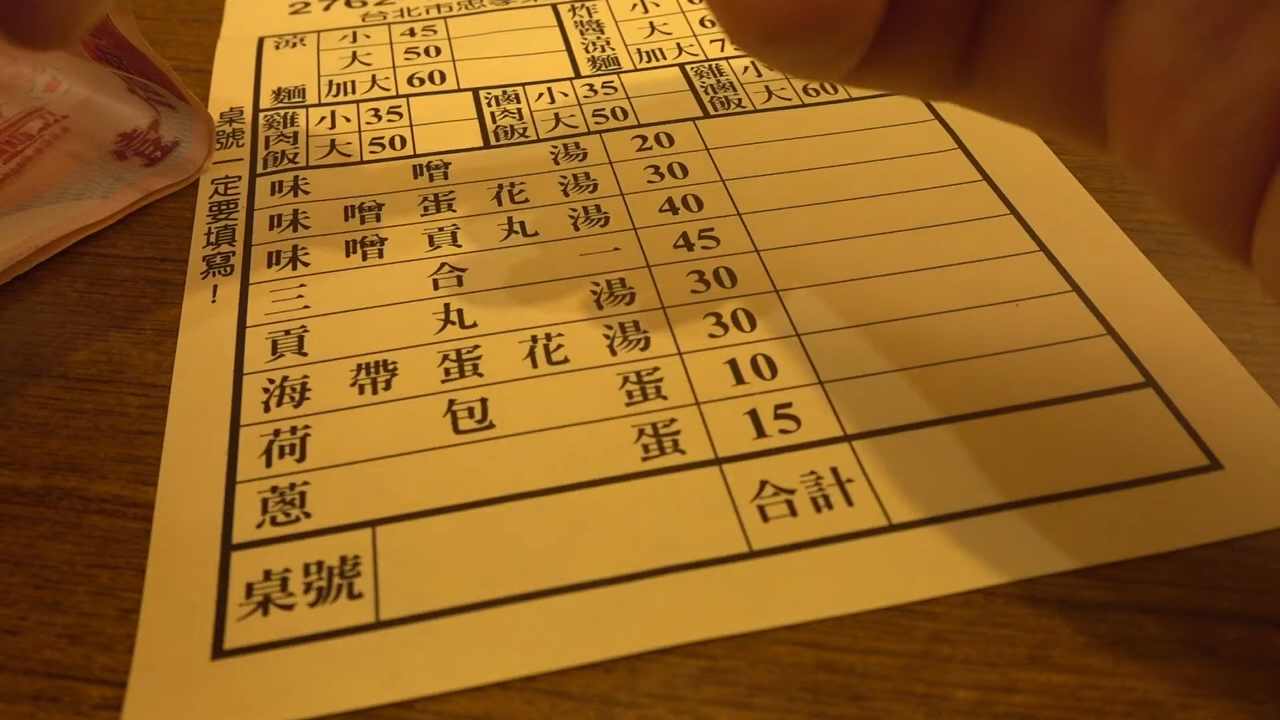 2762
台北市忠孝
涼麵 小 45
大 50
加大 60
炸醬涼麵 小
大
加大
雞肉飯 小 35
大 50
滷肉飯 小 35
大 50
雞滷飯 小
大 60
味噌湯 20
味噌蛋花湯 30
味噌貢丸湯 40
三合一 45
貢丸湯 30
海帶蛋花湯 30
荷包蛋 10
蔥蛋 15
合計
桌號
桌號一定要填寫！
壹